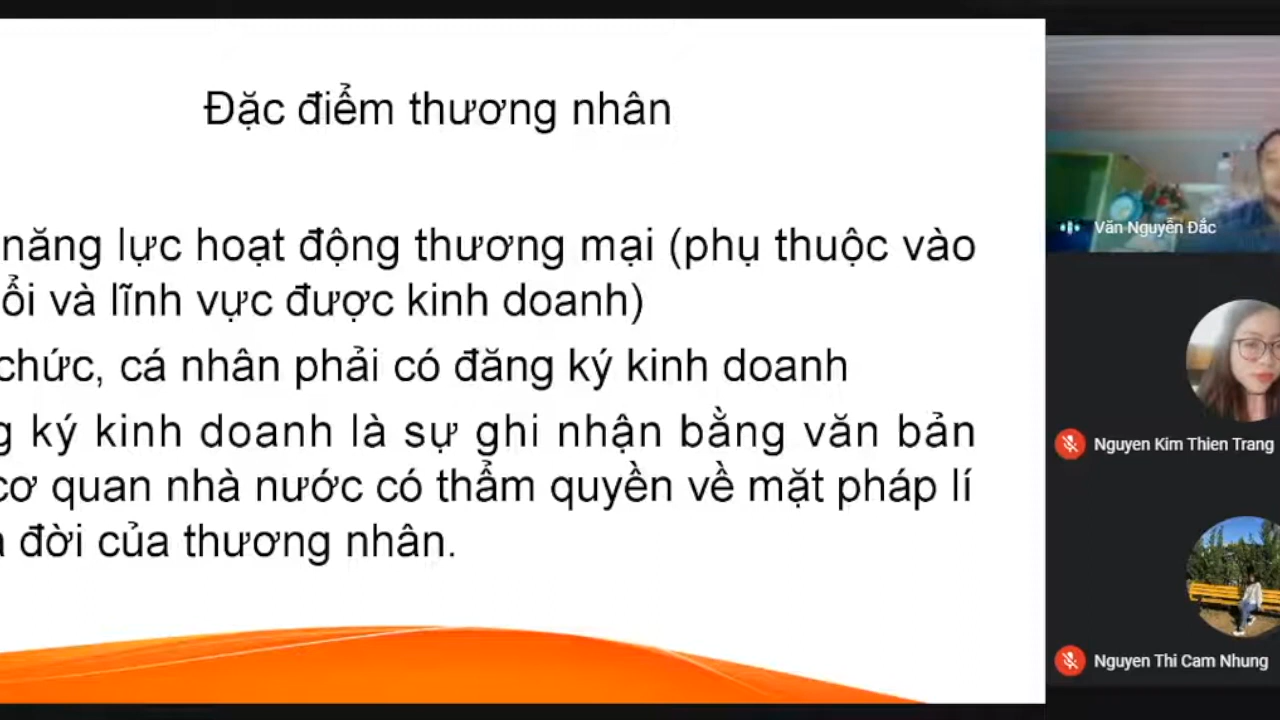 Đặc điểm thương nhân
năng lực hoạt động thương mại (phụ thuộc vào
ổi và lĩnh vực được kinh doanh)
chức, cá nhân phải có đăng ký kinh doanh
g ký kinh doanh là sự ghi nhận bằng văn bản
cơ quan nhà nước có thẩm quyền về mặt pháp lí
đời của thương nhân.
Văn Nguyễn Đắc
Nguyen Kim Thien Trang
Nguyen Thi Cam Nhung